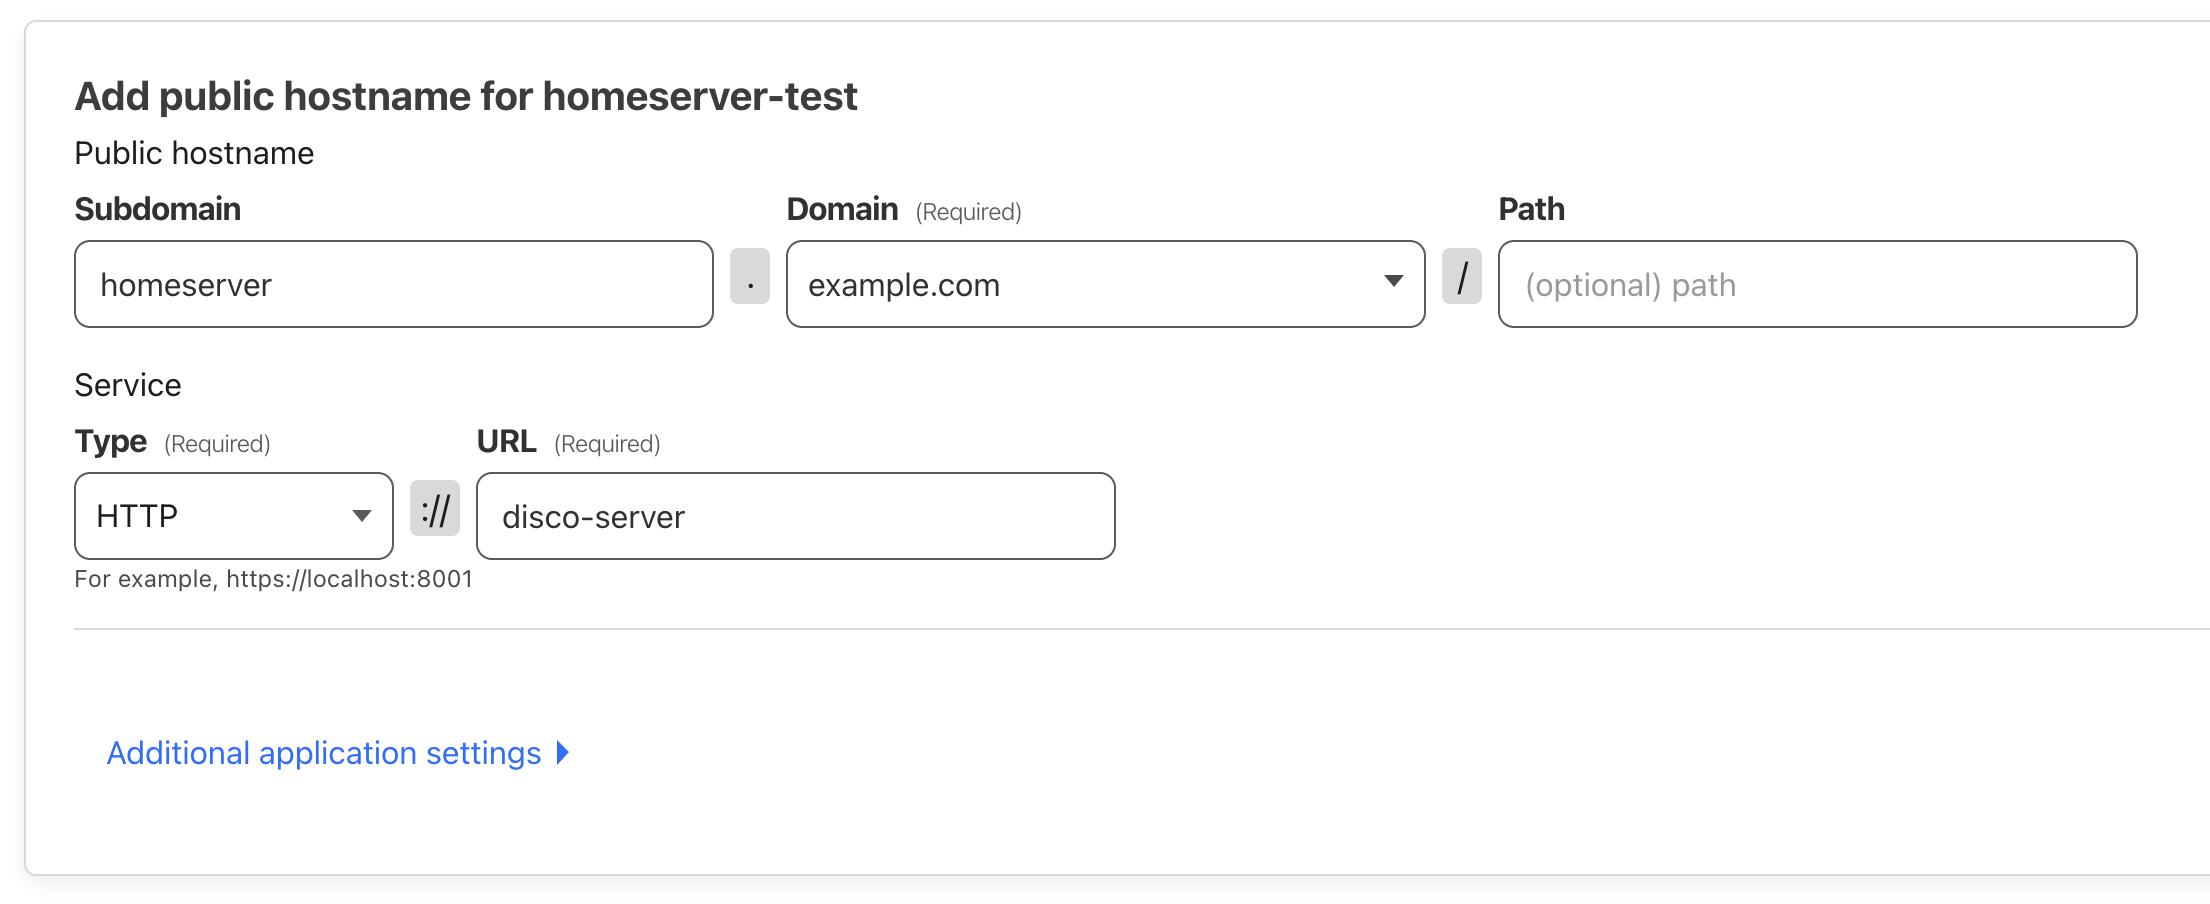 Add public hostname for homeserver-test
Public hostname
Subdomain Domain (Required) Path
homeserver . example.com / (optional) path
Service
Type (Required) URL (Required)
HTTP :// disco-server
For example, https://localhost:8001
Additional application settings